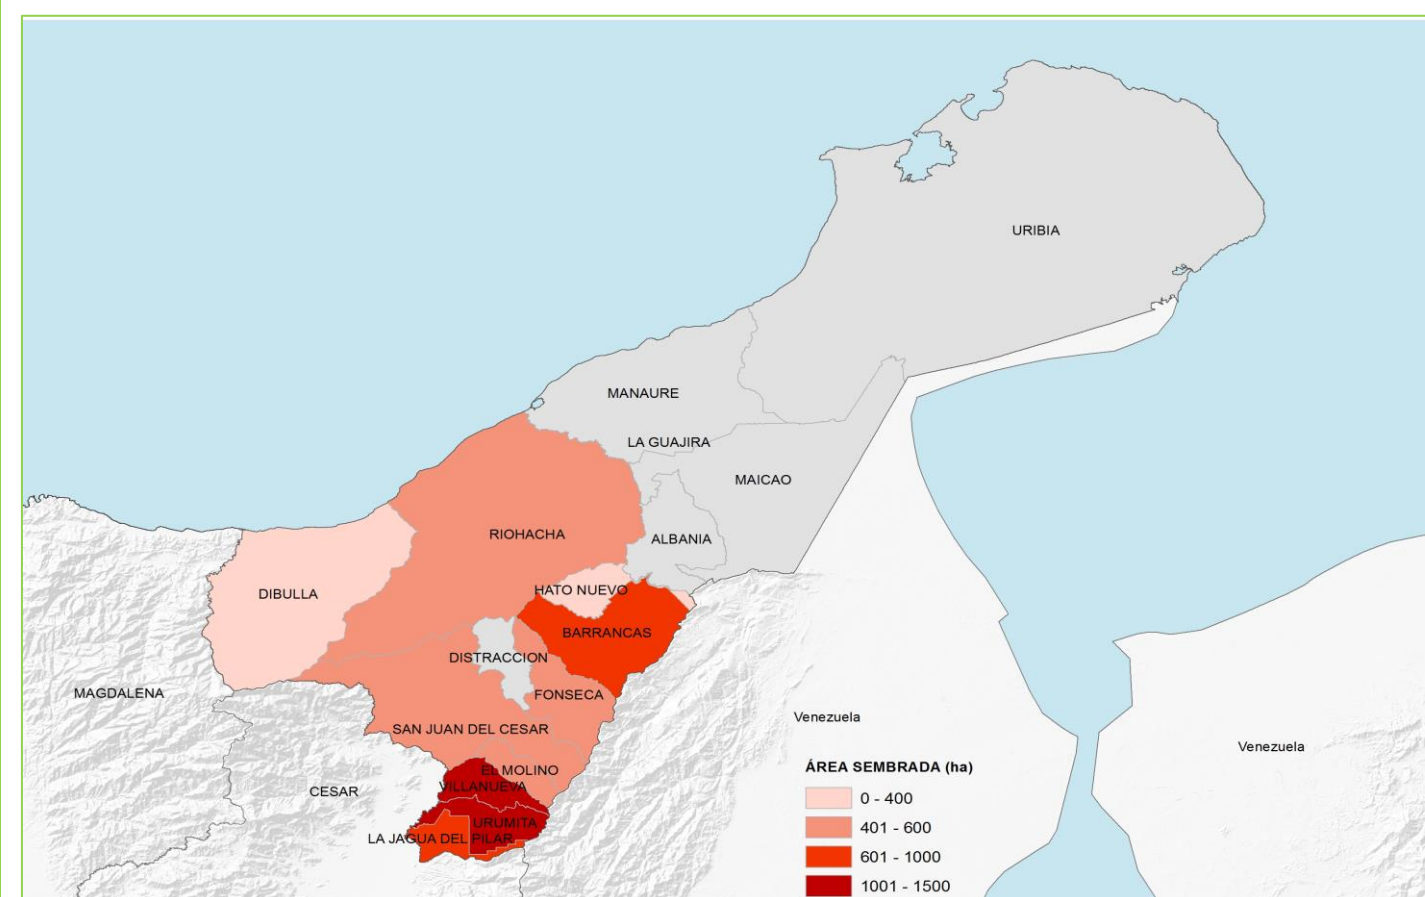 URIBIA
MANAURE
LA GUAJIRA
MAICAO
RIOHACHA
ALBANIA
DIBULLA
HATO NUEVO
BARRANCAS
DISTRACCION
MAGDALENA
FONSECA
SAN JUAN DEL CESAR
Venezuela
Venezuela
EL MOLINO
VILLANUEVA
CESAR
URUMITA
LA JAGUA DEL PILAR
ÁREA SEMBRADA (ha)
0 - 400
401 - 600
601 - 1000
1001 - 1500